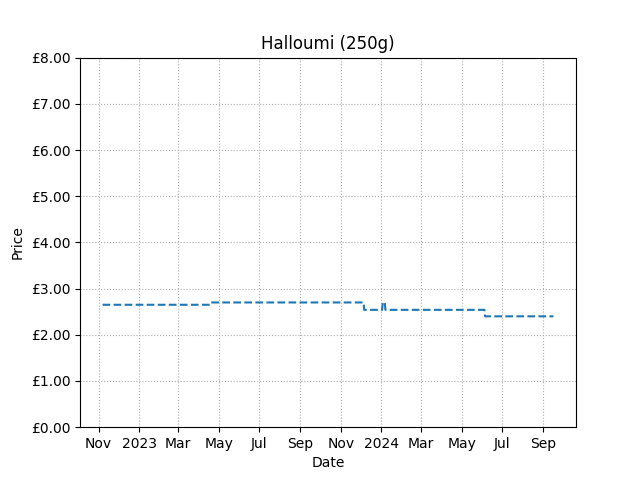 Halloumi (250g)
£8.00
£7.00
£6.00
£5.00
£4.00
£3.00
£2.00
£1.00
£0.00
Price
Nov 2023 Mar May Jul Sep Nov 2024 Mar May Jul Sep
Date